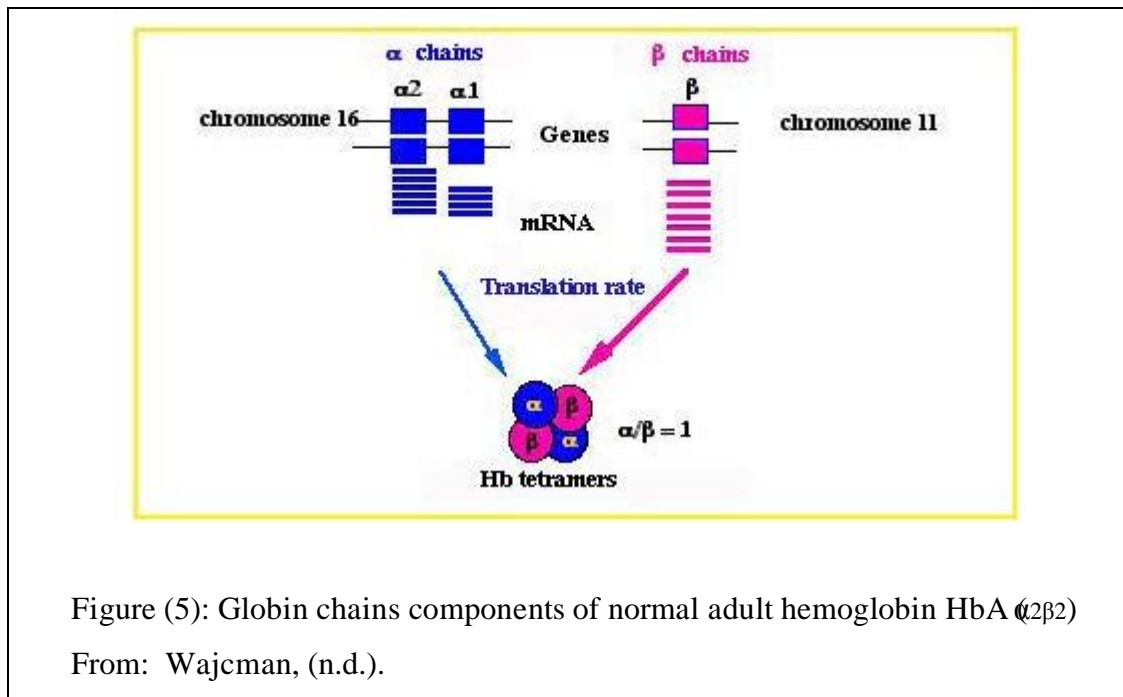 α chains β chains
α2 α1 β
chromosome 16 Genes chromosome 11
mRNA
Translation rate
α β
β α α/β = 1
Hb tetramers
Figure (5): Globin chains components of normal adult hemoglobin HbA (α2β2)
From: Wajcman, (n.d.).